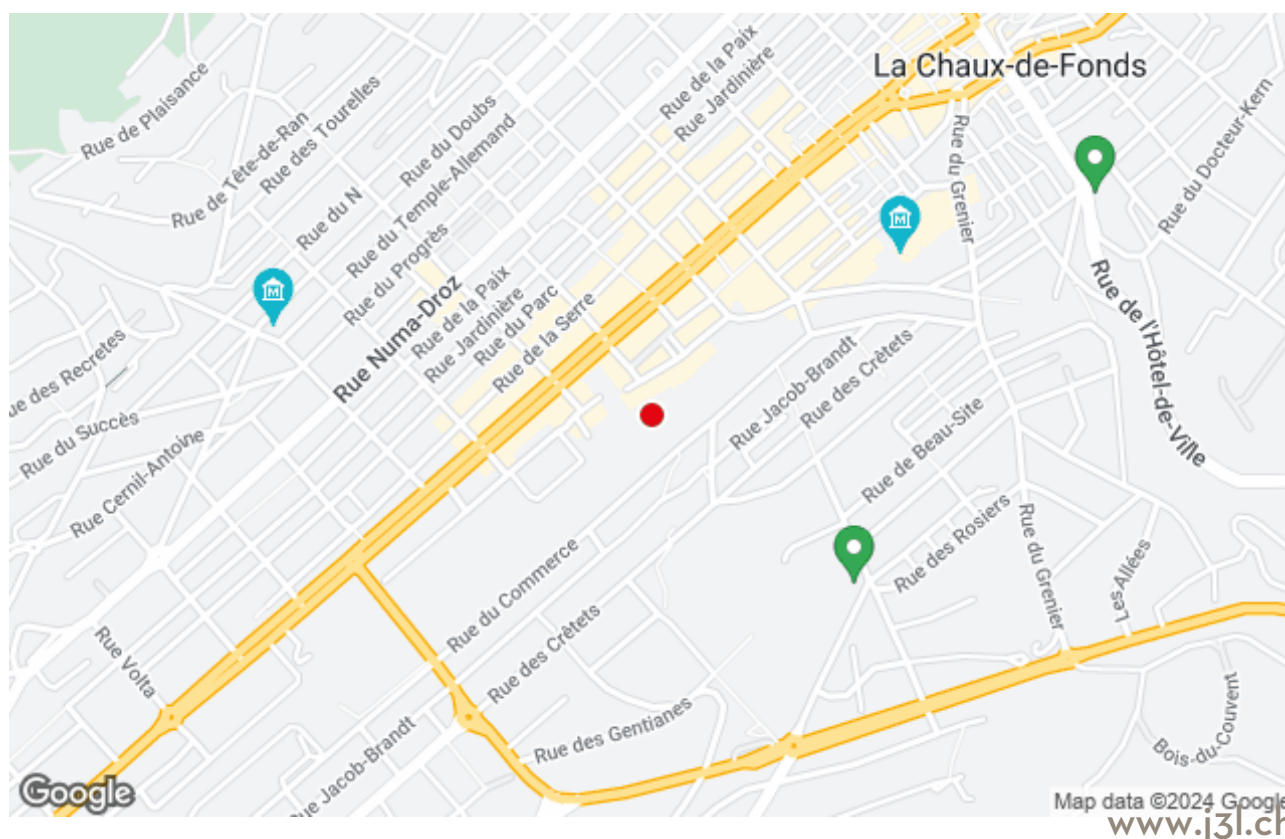 La Chaux-de-Fonds
Rue de la Paix
Rue Jardinière
Rue de Plaisance
Rue de Tête-de-Ran
Rue des Tourelles
Rue du Doubs
Rue du Temple-Allemand
Rue du N
Rue du Progrès
Rue Numa-Droz
Rue de la Paix
Rue Jardinière
Rue du Parc
Rue de la Serre
Rue du Grenier
Rue du Docteur-Kern
Rue de l'Hôtel-de-Ville
ue des Recretes
Rue du Succès
Rue Cernil-Antoine
Rue Jacob-Brandt
Rue des Crêtets
Rue de Beau-Site
Rue des Rosiers
Rue du Grenier
Les Allées
Rue du Commerce
Rue des Crêtets
Rue Volta
Rue des Gentianes
Rue Jacob-Brandt
Bois-du-Couvent
Google
Map data ©2024 Google
www.j3l.ch